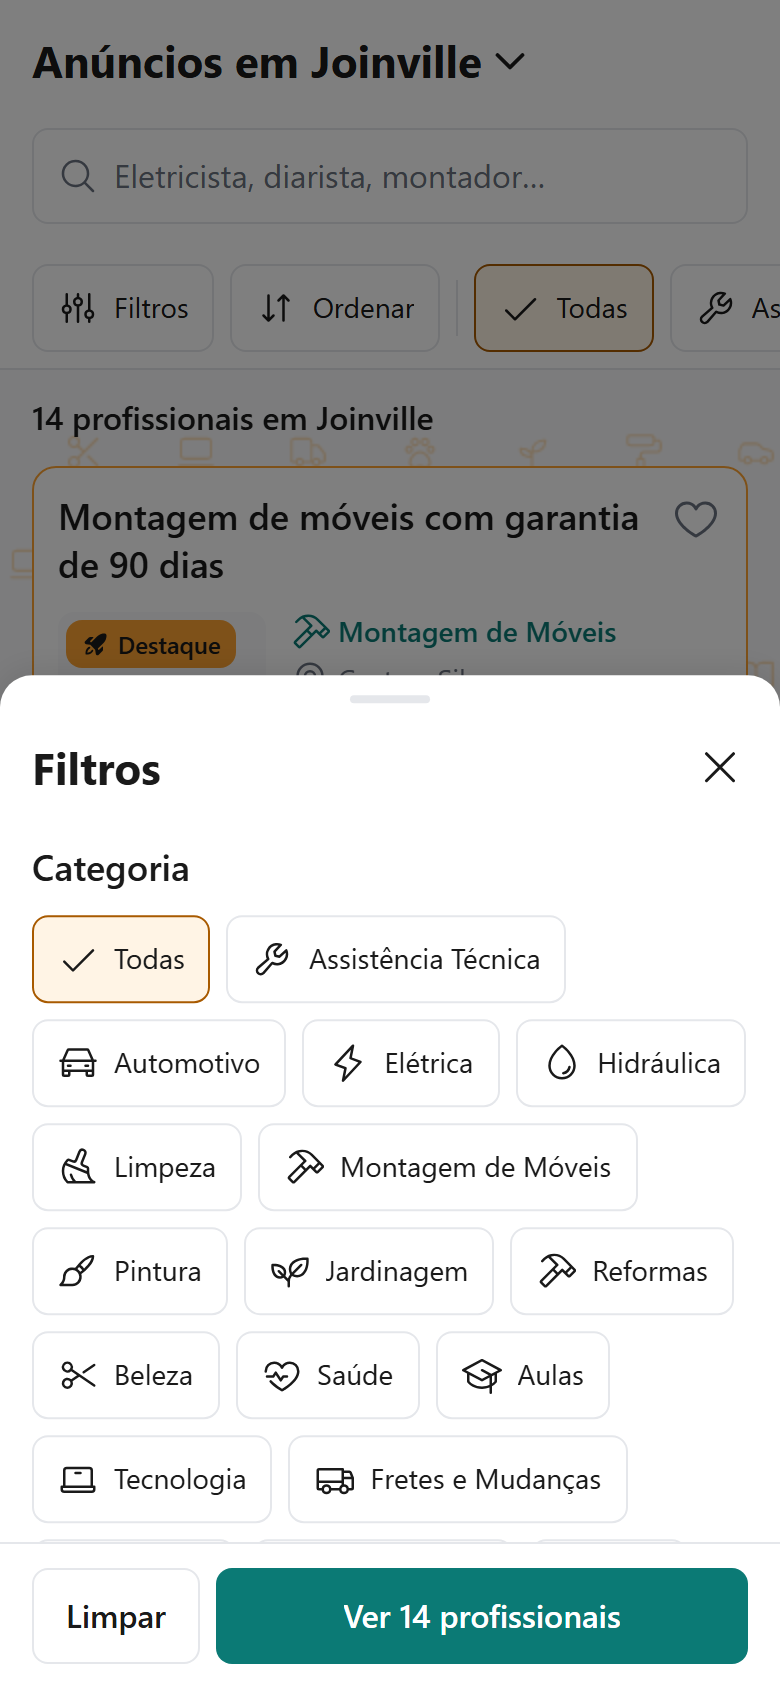 Anúncios em Joinville
Eletricista, diarista, montador...
Filtros
Ordenar
Todas
As
14 profissionais em Joinville
Montagem de móveis com garantia
de 90 dias
Destaque
Montagem de Móveis
Filtros
Categoria
Todas
Assistência Técnica
Automotivo
Elétrica
Hidráulica
Limpeza
Montagem de Móveis
Pintura
Jardinagem
Reformas
Beleza
Saúde
Aulas
Tecnologia
Fretes e Mudanças
Limpar
Ver 14 profissionais